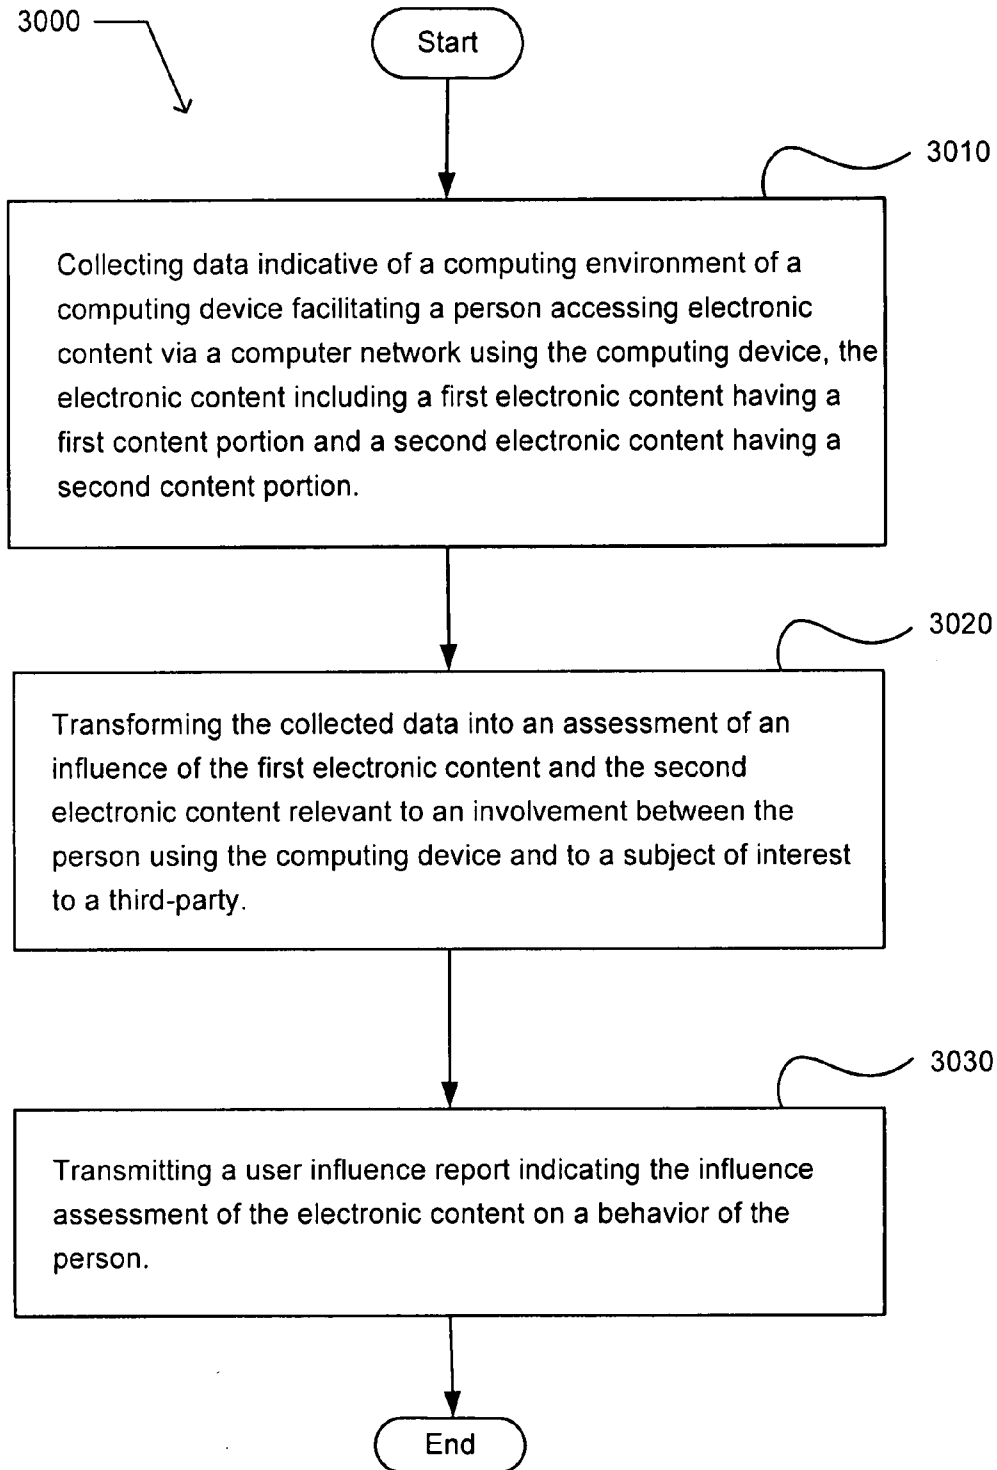 3000
Start
3010
Collecting data indicative of a computing environment of a
computing device facilitating a person accessing electronic
content via a computer network using the computing device, the
electronic content including a first electronic content having a
first content portion and a second electronic content having a
second content portion.
3020
Transforming the collected data into an assessment of an
influence of the first electronic content and the second
electronic content relevant to an involvement between the
person using the computing device and to a subject of interest
to a third-party.
3030
Transmitting a user influence report indicating the influence
assessment of the electronic content on a behavior of the
person.
End